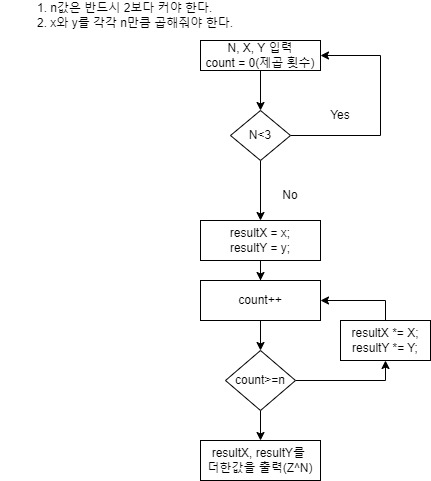 1. n값은 반드시 2보다 커야 한다.
2. x와 y를 각각 n만큼 곱해줘야 한다.
N, X, Y 입력
count = 0(제곱 횟수)
Yes
N<3
No
resultX = x;
resultY = y;
count++
resultX *= X;
resultY *= Y;
count>=n
resultX, resultY를
더한값을 출력(Z^N)